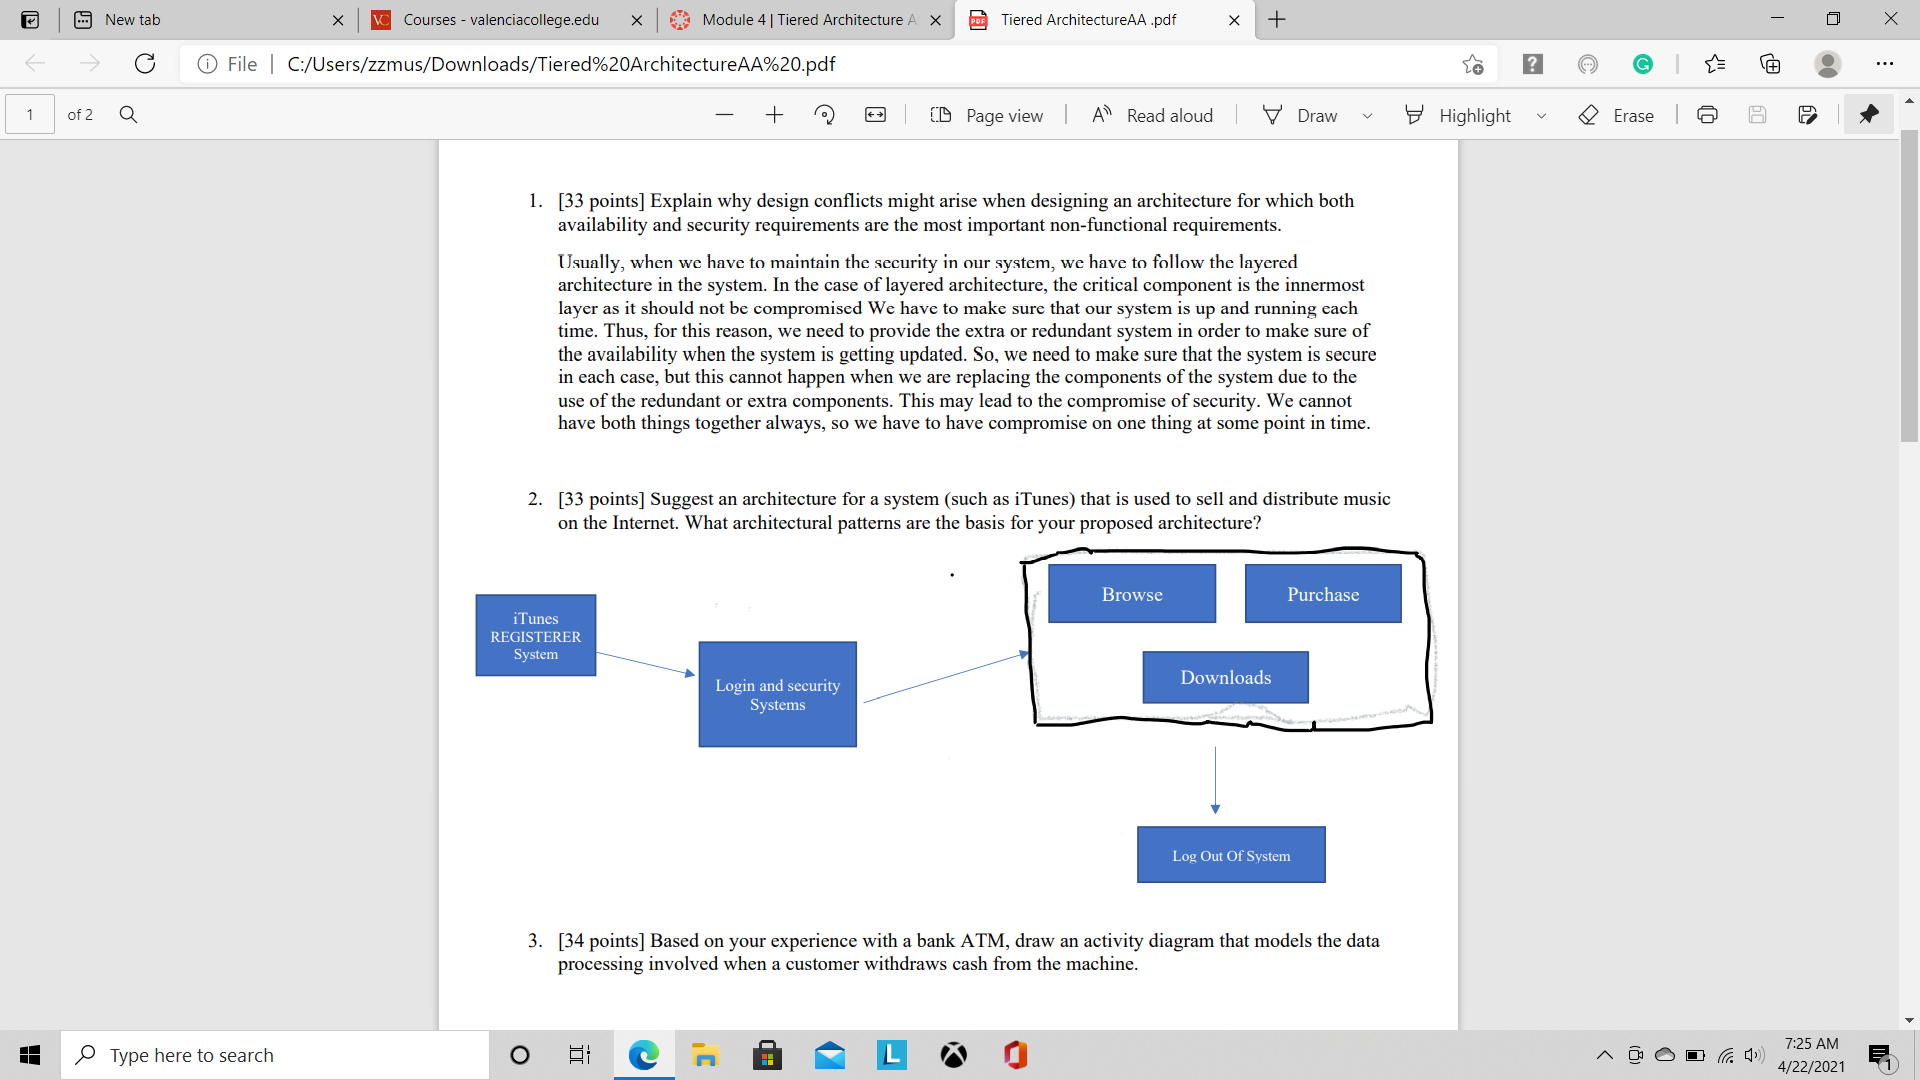 New tab
Courses - valenciacollege.edu
Module 4 | Tiered Architecture A
Tiered ArchitectureAA .pdf
File
C:/Users/zzmus/Downloads/Tiered%20ArchitectureAA%20.pdf
1 of 2
Page view
Read aloud
Draw
Highlight
Erase
1. [33 points] Explain why design conflicts might arise when designing an architecture for which both
availability and security requirements are the most important non-functional requirements.
Usually, when we have to maintain the security in our system, we have to follow the layered
architecture in the system. In the case of layered architecture, the critical component is the innermost
layer as it should not be compromised We have to make sure that our system is up and running each
time. Thus, for this reason, we need to provide the extra or redundant system in order to make sure of
the availability when the system is getting updated. So, we need to make sure that the system is secure
in each case, but this cannot happen when we are replacing the components of the system due to the
use of the redundant or extra components. This may lead to the compromise of security. We cannot
have both things together always, so we have to have compromise on one thing at some point in time.
2. [33 points] Suggest an architecture for a system (such as iTunes) that is used to sell and distribute music
on the Internet. What architectural patterns are the basis for your proposed architecture?
iTunes
REGISTERER
System
Login and security
Systems
Browse
Purchase
Downloads
Log Out Of System
3. [34 points] Based on your experience with a bank ATM, draw an activity diagram that models the data
processing involved when a customer withdraws cash from the machine.
Type here to search
7:25 AM
4/22/2021
1